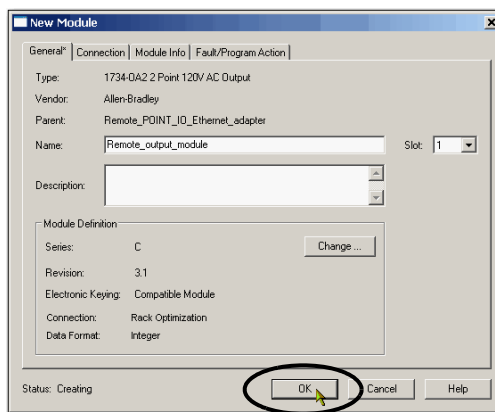 New Module
General* Connection Module Info Fault/Program Action
Type: 1734-OA2 2 Point 120V AC Output
Vendor: Allen-Bradley
Parent: Remote_POINT_IO_Ethernet_adapter
Name: Remote_output_module Slot: 1
Description:
Module Definition
Series: C Change ...
Revision: 3.1
Electronic Keying: Compatible Module
Connection: Rack Optimization
Data Format: Integer
Status: Creating OK Cancel Help